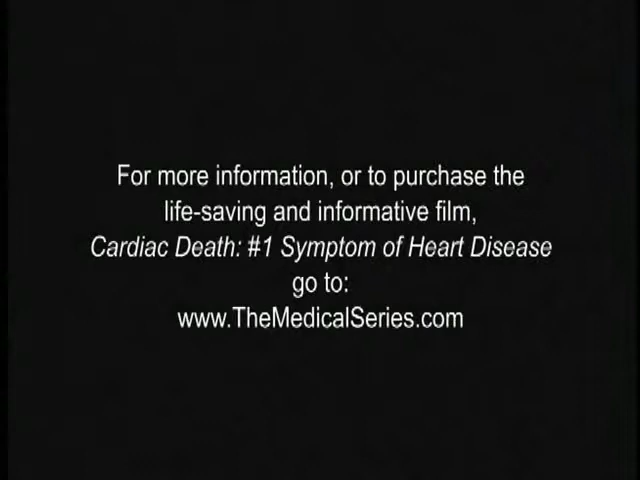 For more information, or to purchase the
life-saving and informative film,
Cardiac Death: #1 Symptom of Heart Disease
go to:
www.TheMedicalSeries.com